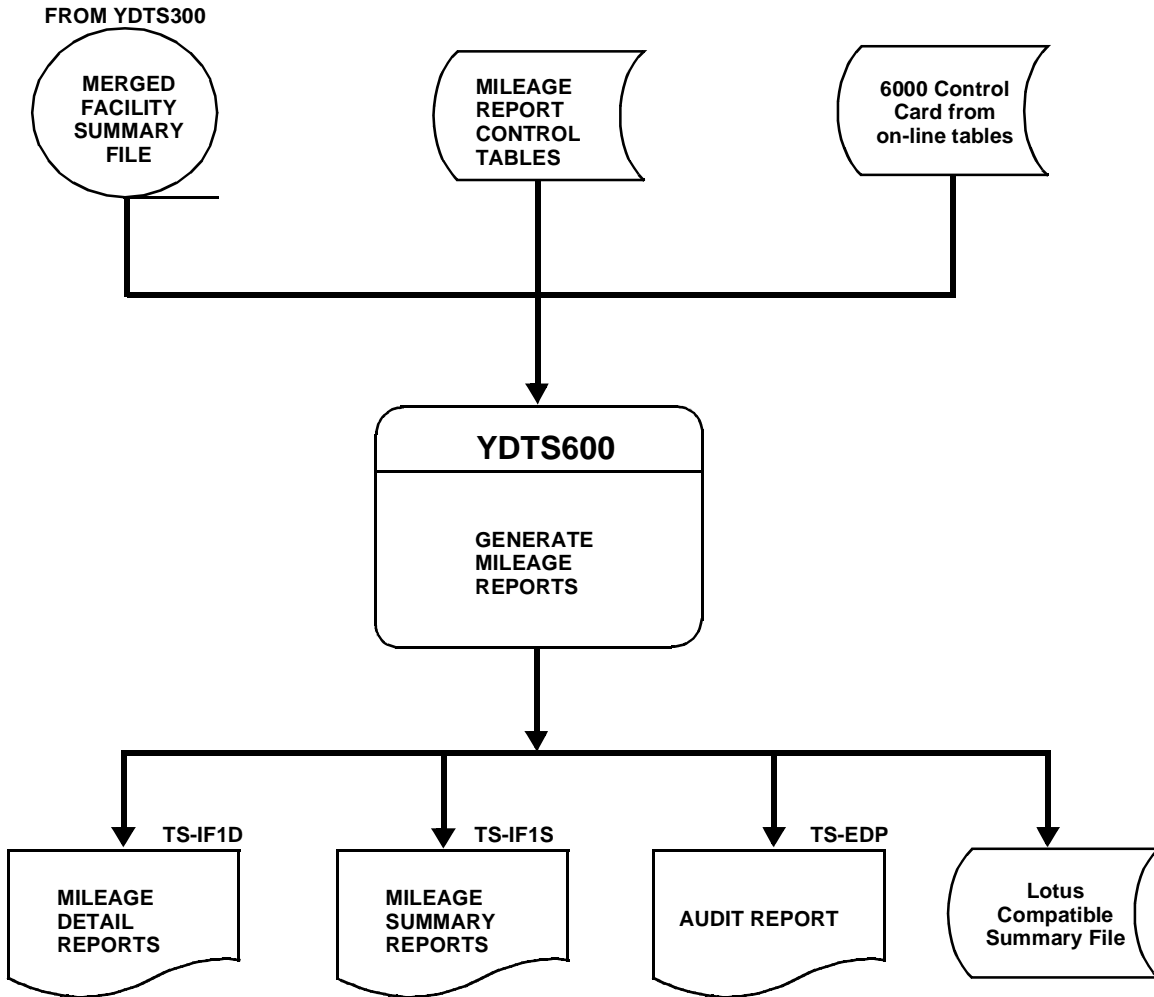 FROM YDTS300
MERGED
FACILITY
SUMMARY
FILE
MILEAGE
REPORT
CONTROL
TABLES
6000 Control
Card from
on-line tables
YDTS600
GENERATE
MILEAGE
REPORTS
TS-IF1D
MILEAGE
DETAIL
REPORTS
TS-IF1S
MILEAGE
SUMMARY
REPORTS
TS-EDP
AUDIT REPORT
Lotus
Compatible
Summary File